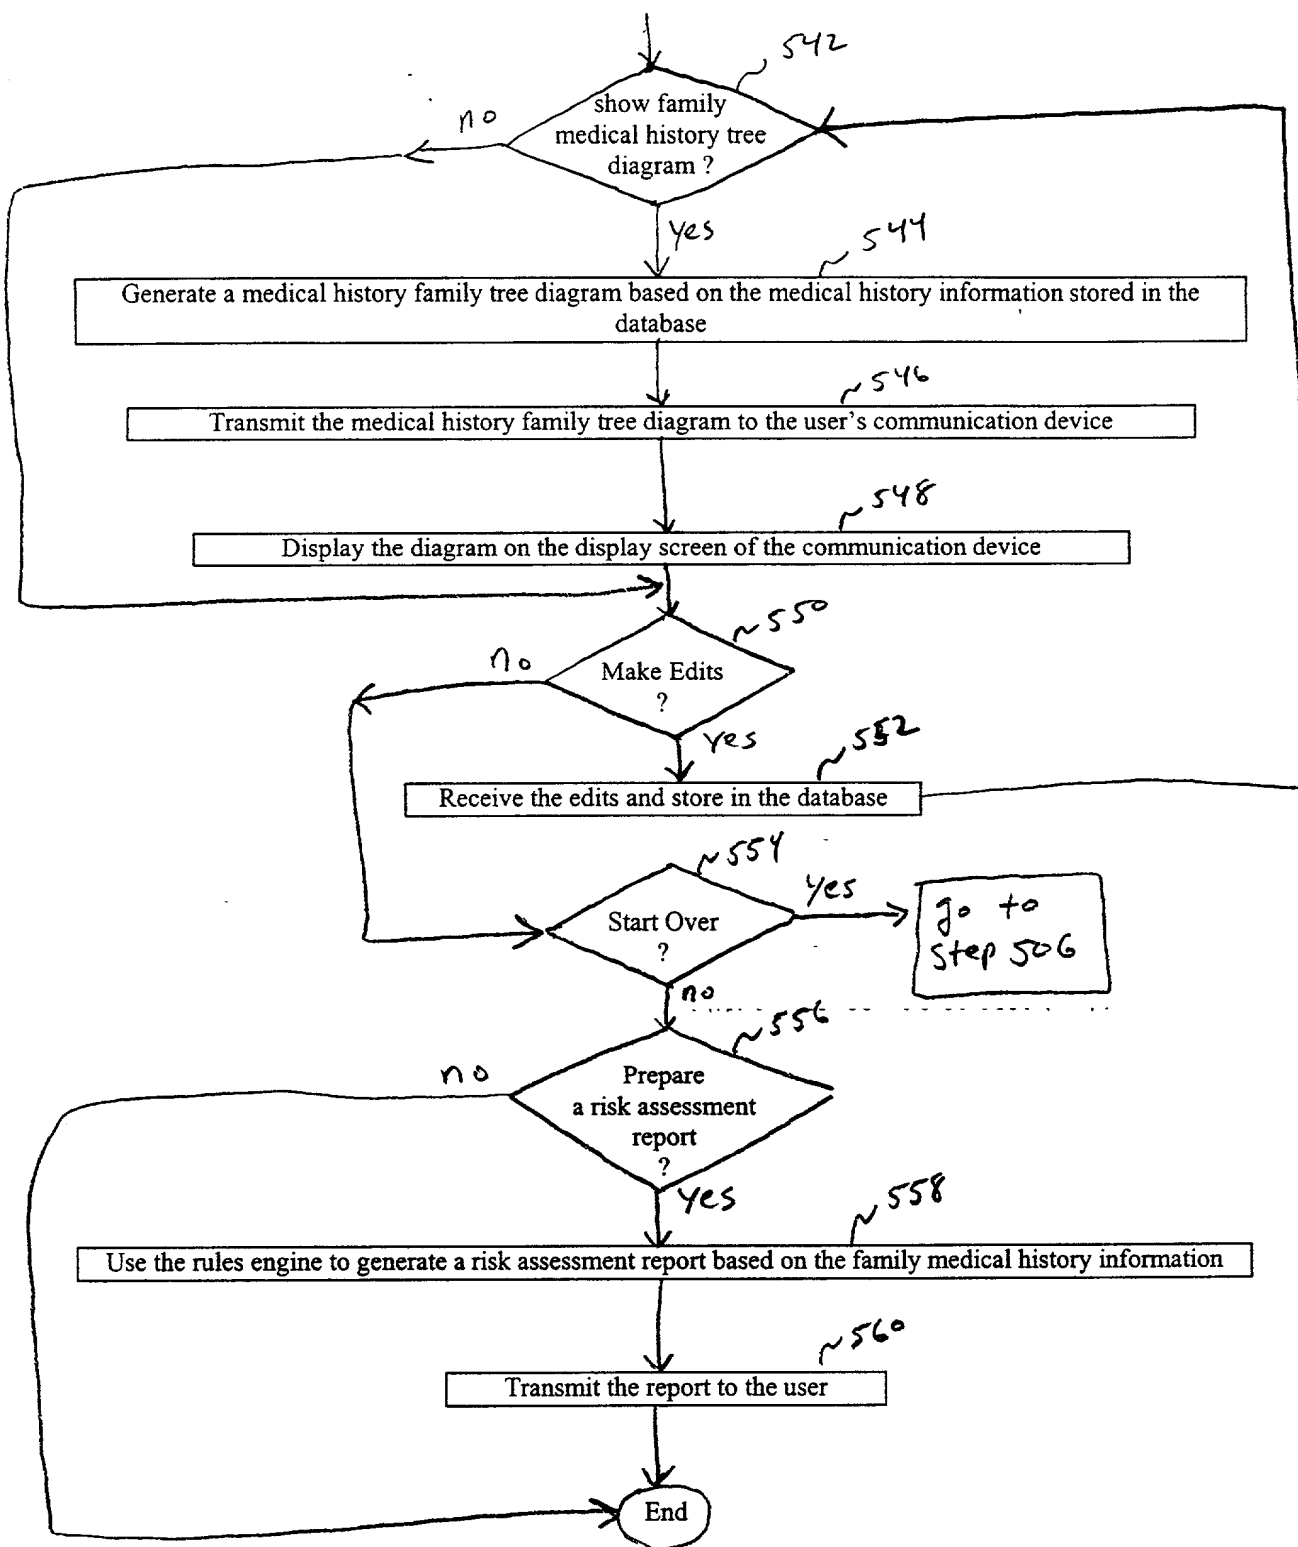 542
show family
medical history tree
diagram ?
no
yes
544
Generate a medical history family tree diagram based on the medical history information stored in the
database
546
Transmit the medical history family tree diagram to the user's communication device
548
Display the diagram on the display screen of the communication device
550
Make Edits
?
no
yes
552
Receive the edits and store in the database
554
Start Over
?
yes
go to
step 506
no
556
Prepare
a risk assessment
report
?
no
yes
558
Use the rules engine to generate a risk assessment report based on the family medical history information
560
Transmit the report to the user
End